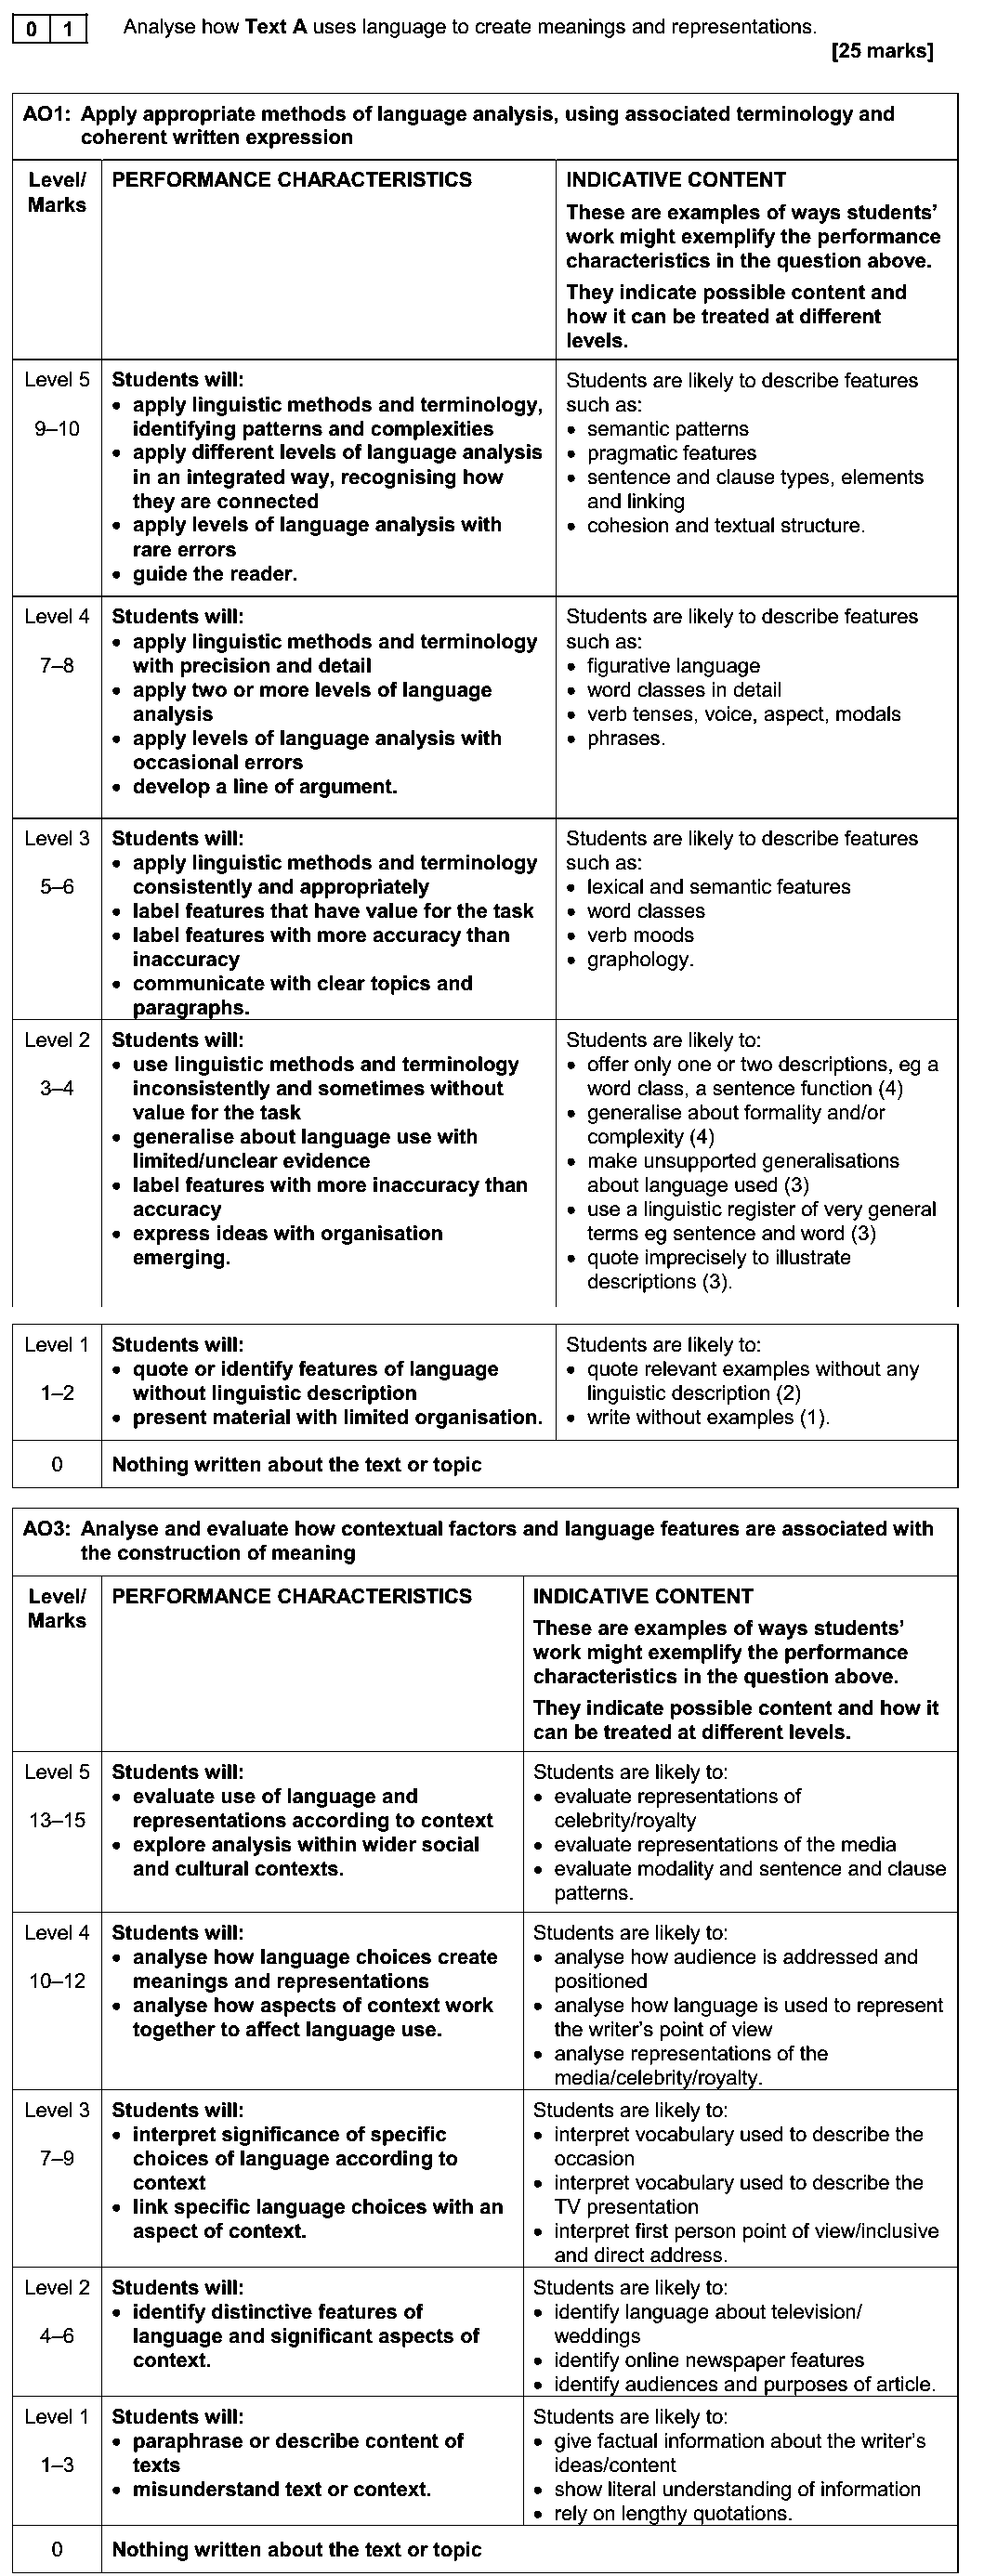 0 1 Analyse how Text A uses language to create meanings and representations.
[25 marks]
AO1: Apply appropriate methods of language analysis, using associated terminology and
coherent written expression
Level/
Marks
PERFORMANCE CHARACTERISTICS
INDICATIVE CONTENT
These are examples of ways students’
work might exemplify the performance
characteristics in the question above.
They indicate possible content and
how it can be treated at different
levels.
Level 5
9–10
Students will:
• apply linguistic methods and terminology,
identifying patterns and complexities
• apply different levels of language analysis
in an integrated way, recognising how
they are connected
• apply levels of language analysis with
rare errors
• guide the reader.
Students are likely to describe features
such as:
• semantic patterns
• pragmatic features
• sentence and clause types, elements
and linking
• cohesion and textual structure.
Level 4
7–8
Students will:
• apply linguistic methods and terminology
with precision and detail
• apply two or more levels of language
analysis
• apply levels of language analysis with
occasional errors
• develop a line of argument.
Students are likely to describe features
such as:
• figurative language
• word classes in detail
• verb tenses, voice, aspect, modals
• phrases.
Level 3
5–6
Students will:
• apply linguistic methods and terminology
consistently and appropriately
• label features that have value for the task
• label features with more accuracy than
inaccuracy
• communicate with clear topics and
paragraphs.
Students are likely to describe features
such as:
• lexical and semantic features
• word classes
• verb moods
• graphology.
Level 2
3–4
Students will:
• use linguistic methods and terminology
inconsistently and sometimes without
value for the task
• generalise about language use with
limited/unclear evidence
• label features with more inaccuracy than
accuracy
• express ideas with organisation
emerging.
Students are likely to:
• offer only one or two descriptions, eg a
word class, a sentence function (4)
• generalise about formality and/or
complexity (4)
• make unsupported generalisations
about language used (3)
• use a linguistic register of very general
terms eg sentence and word (3)
• quote imprecisely to illustrate
descriptions (3).
Level 1
1–2
Students will:
• quote or identify features of language
without linguistic description
• present material with limited organisation.
Students are likely to:
• quote relevant examples without any
linguistic description (2)
• write without examples (1).
0
Nothing written about the text or topic
AO3: Analyse and evaluate how contextual factors and language features are associated with
the construction of meaning
Level/
Marks
PERFORMANCE CHARACTERISTICS
INDICATIVE CONTENT
These are examples of ways students’
work might exemplify the performance
characteristics in the question above.
They indicate possible content and how it
can be treated at different levels.
Level 5
13–15
Students will:
• evaluate use of language and
representations according to context
• explore analysis within wider social
and cultural contexts.
Students are likely to:
• evaluate representations of
celebrity/royalty
• evaluate representations of the media
• evaluate modality and sentence and clause
patterns.
Level 4
10–12
Students will:
• analyse how language choices create
meanings and representations
• analyse how aspects of context work
together to affect language use.
Students are likely to:
• analyse how audience is addressed and
positioned
• analyse how language is used to represent
the writer’s point of view
• analyse representations of the
media/celebrity/royalty.
Level 3
7–9
Students will:
• interpret significance of specific
choices of language according to
context
• link specific language choices with an
aspect of context.
Students are likely to:
• interpret vocabulary used to describe the
occasion
• interpret vocabulary used to describe the
TV presentation
• interpret first person point of view/inclusive
and direct address.
Level 2
4–6
Students will:
• identify distinctive features of
language and significant aspects of
context.
Students are likely to:
• identify language about television/
weddings
• identify online newspaper features
• identify audiences and purposes of article.
Level 1
1–3
Students will:
• paraphrase or describe content of
texts
• misunderstand text or context.
Students are likely to:
• give factual information about the writer’s
ideas/content
• show literal understanding of information
• rely on lengthy quotations.
0
Nothing written about the text or topic